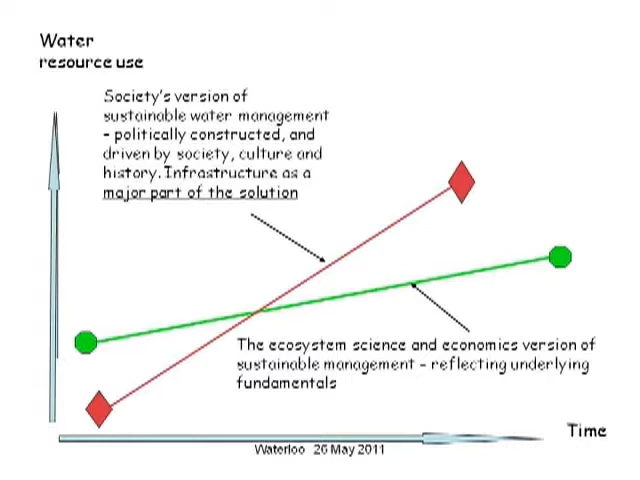 Water
resource use
Society's version of
sustainable water management
- politically constructed, and
driven by society, culture and
history. Infrastructure as a
major part of the solution
The ecosystem science and economics version of
sustainable management - reflecting underlying
fundamentals
Time
Waterloo 26 May 2011